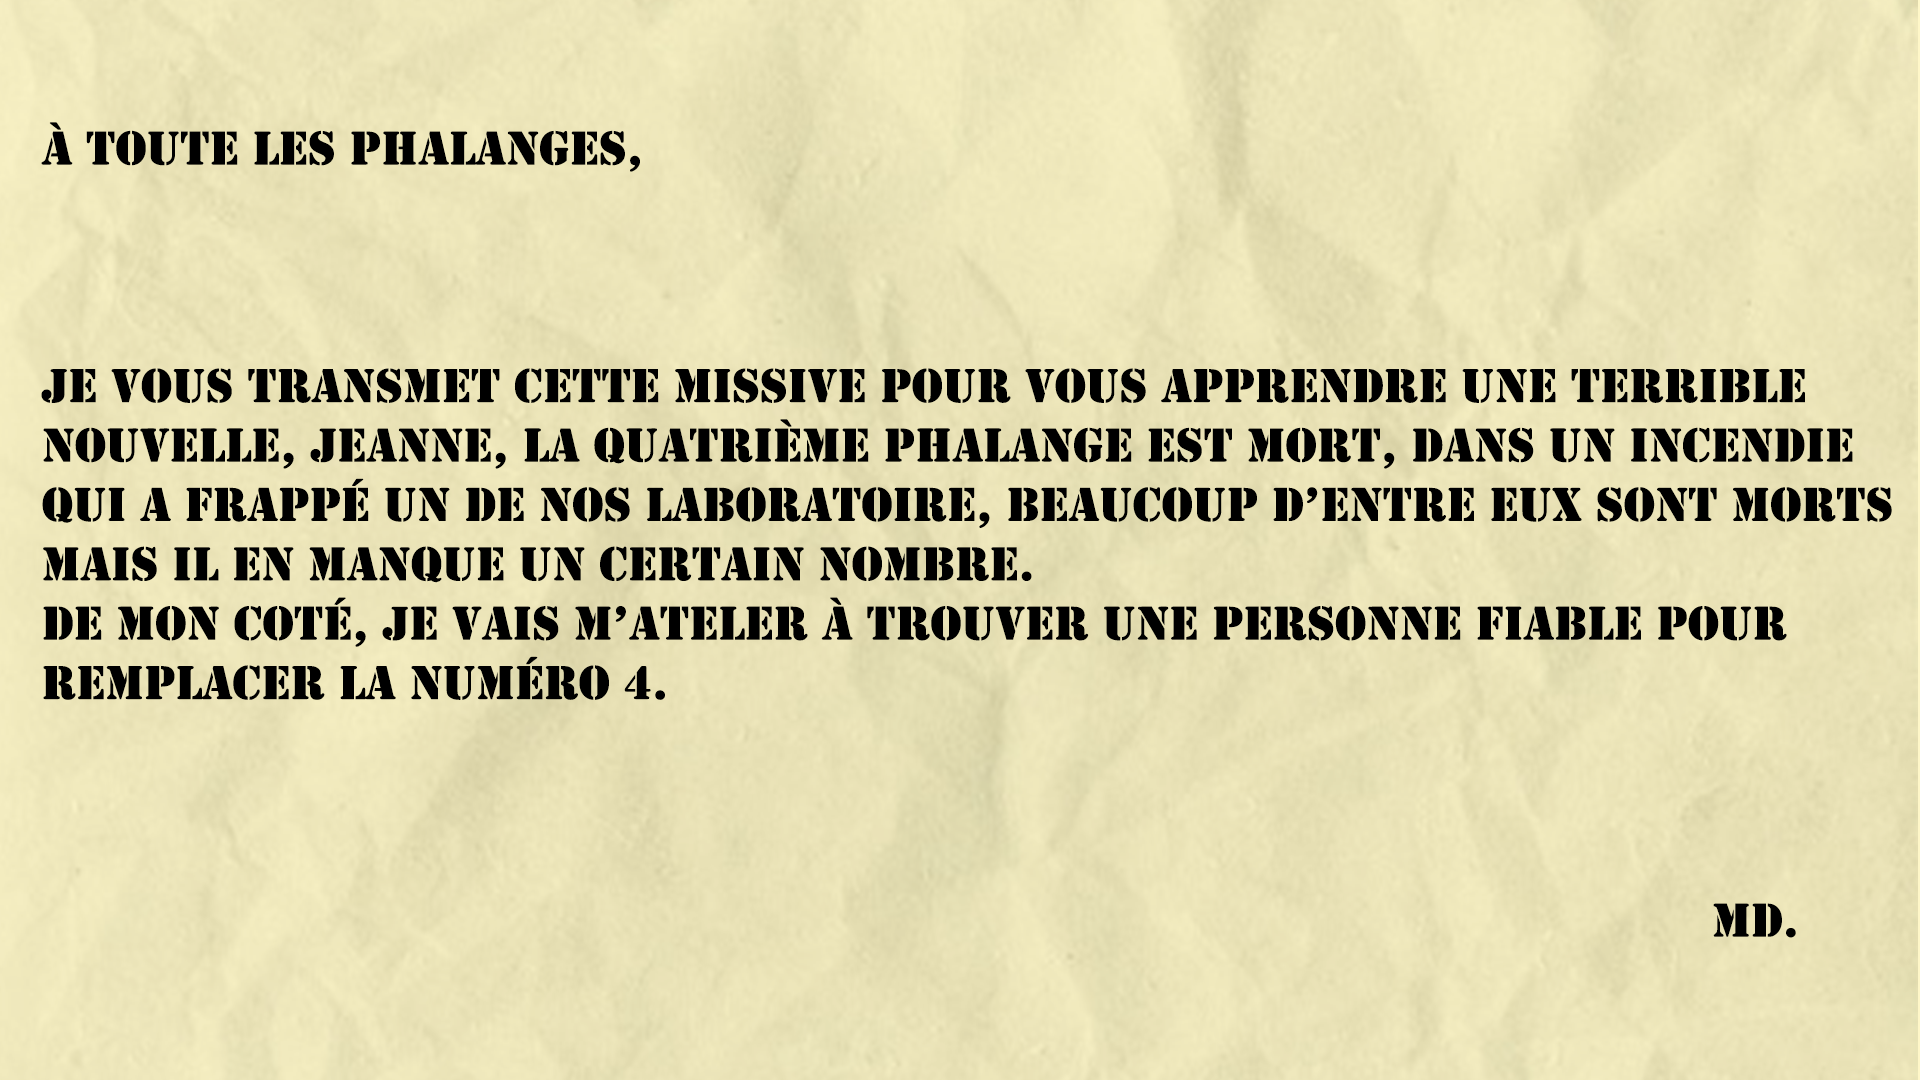 À TOUTE LES PHALANGES,
JE VOUS TRANSMET CETTE MISSIVE POUR VOUS APPRENDRE UNE TERRIBLE
NOUVELLE, JEANNE, LA QUATRIÈME PHALANGE EST MORT, DANS UN INCENDIE
QUI A FRAPPÉ UN DE NOS LABORATOIRE, BEAUCOUP D’ENTRE EUX SONT MORTS
MAIS IL EN MANQUE UN CERTAIN NOMBRE.
DE MON COTÉ, JE VAIS M’ATELER À TROUVER UNE PERSONNE FIABLE POUR
REMPLACER LA NUMÉRO 4.
MD.